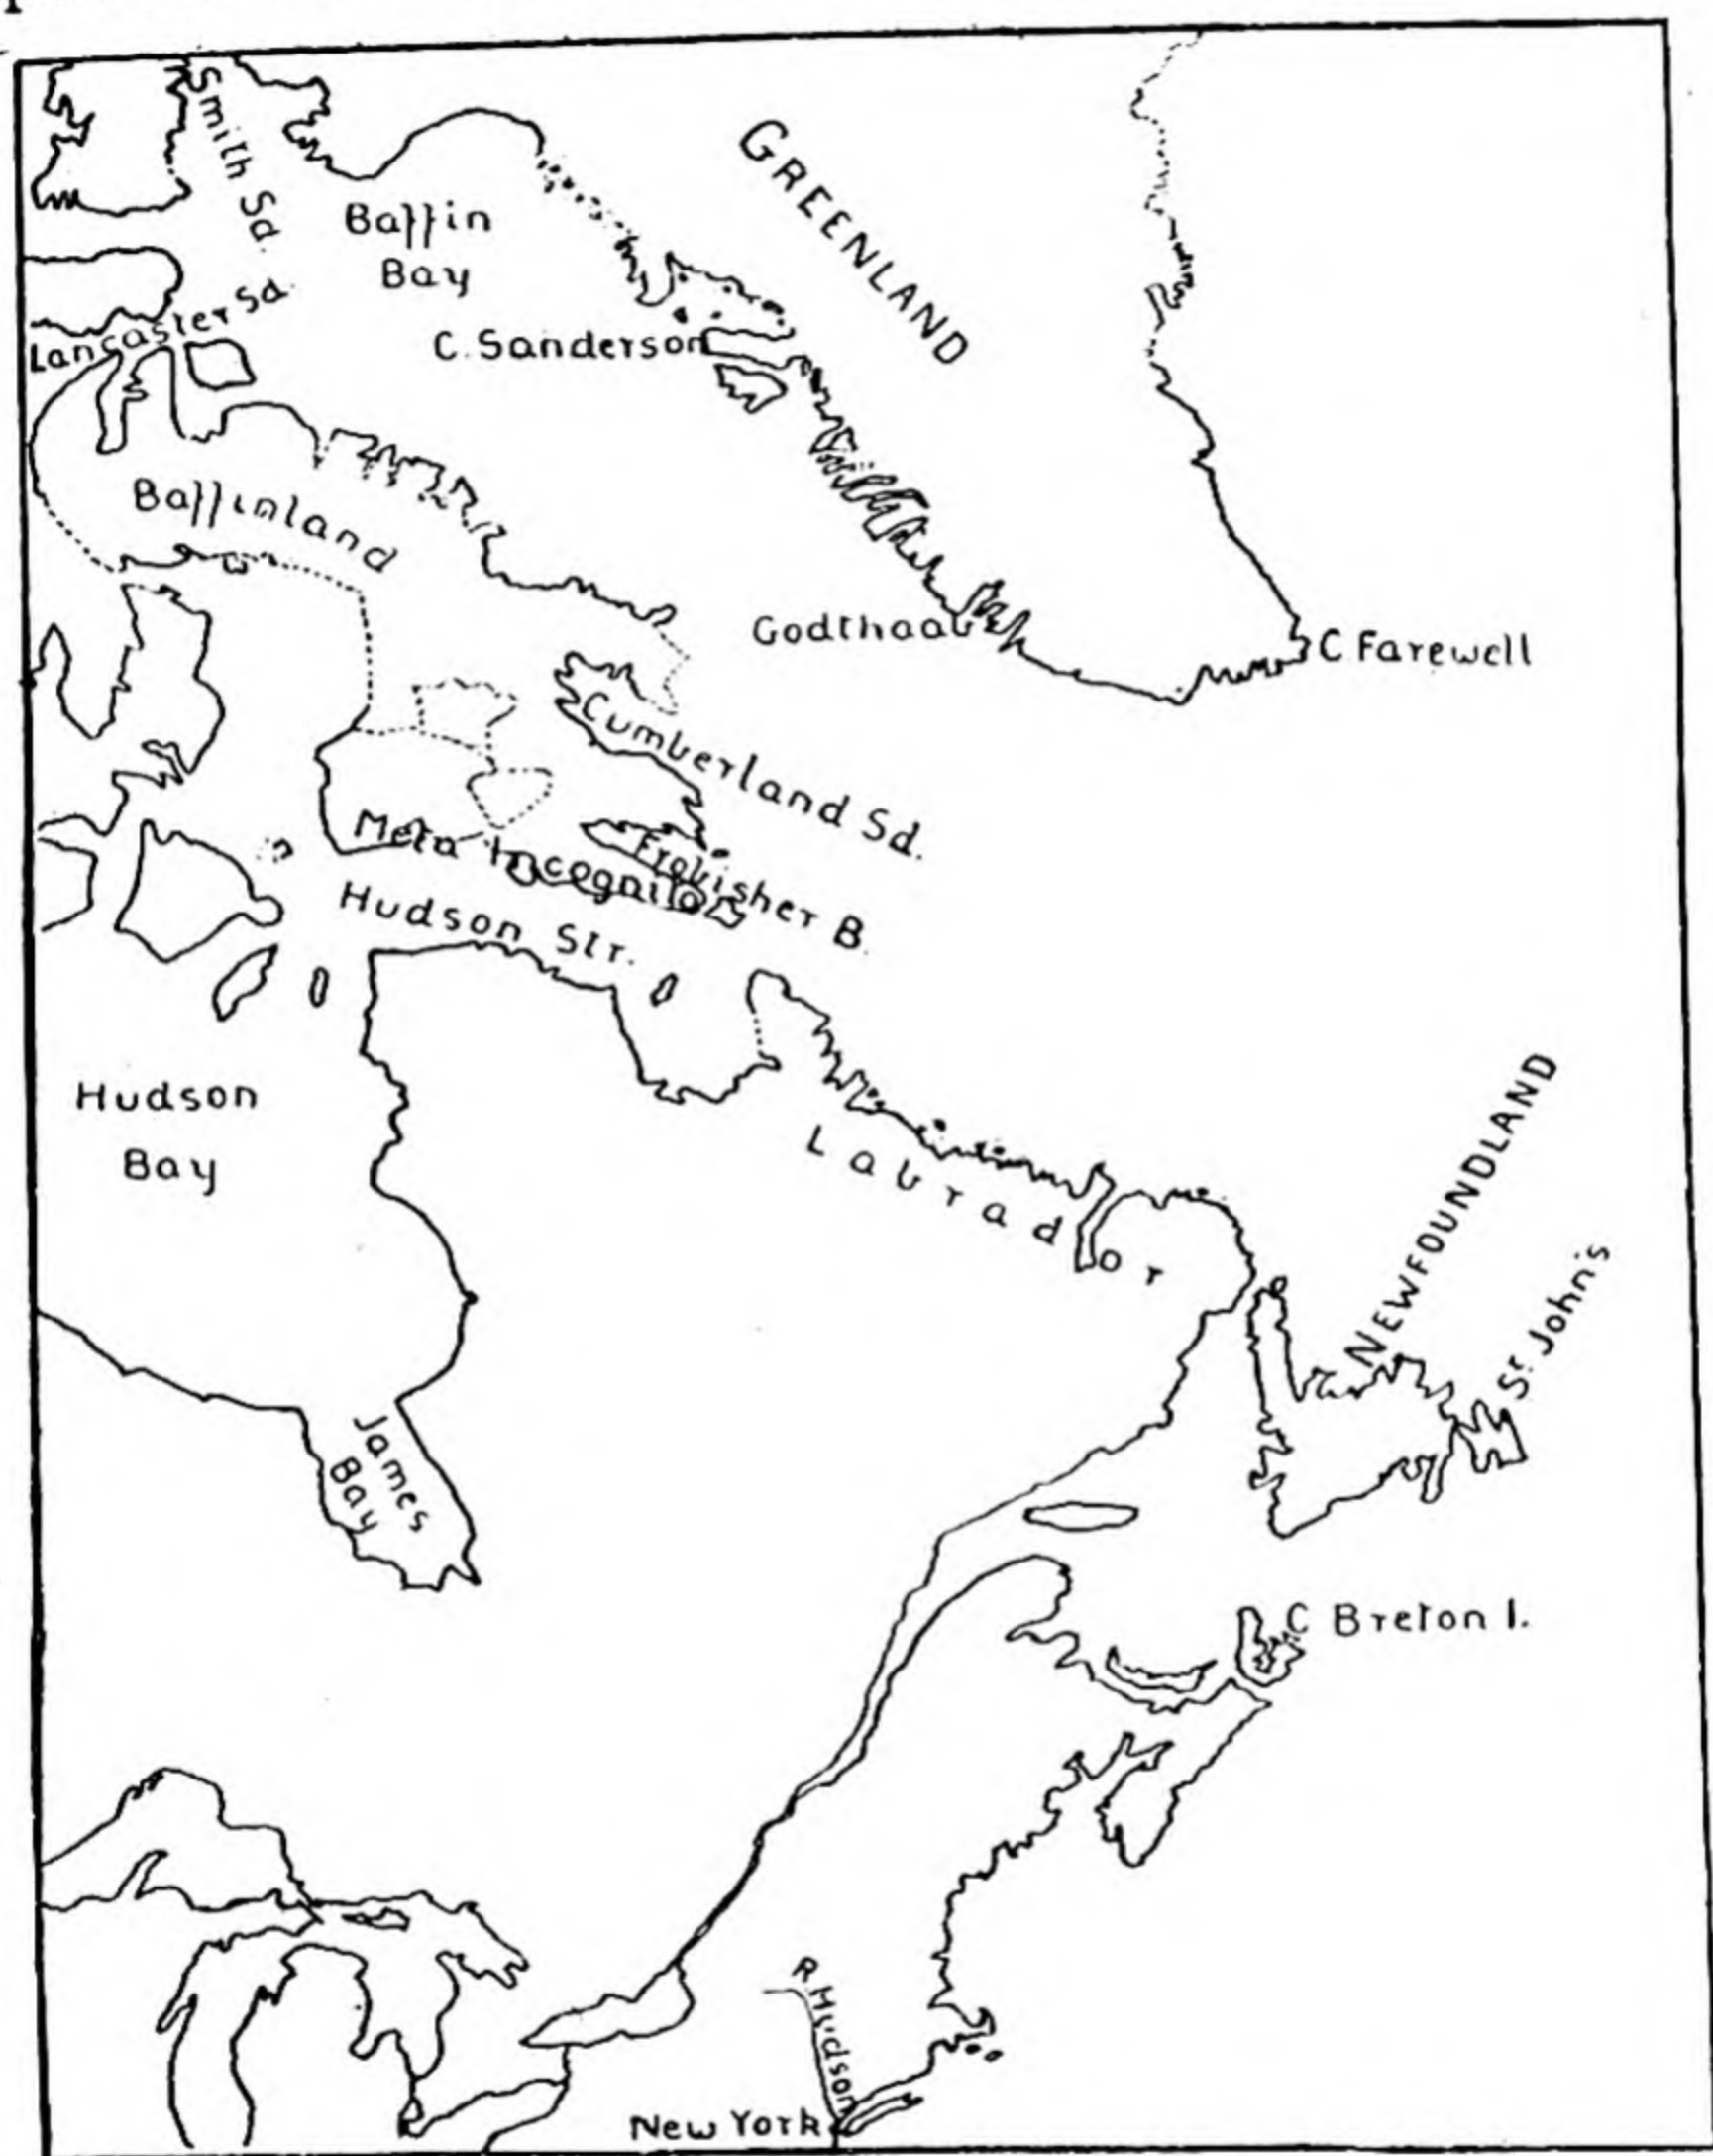 Smith Sd.
Baffin
Bay
GREENLAND
Lancaster Sd.
C. Sanderson
Baffinland
Godthaab
C Farewell
Cumberland Sd.
Meta Incognita
Frobisher B.
Hudson Str.
Hudson
Bay
Labrador
NEWFOUNDLAND
St. John's
James
Bay
C Breton I.
R Hudson
New York